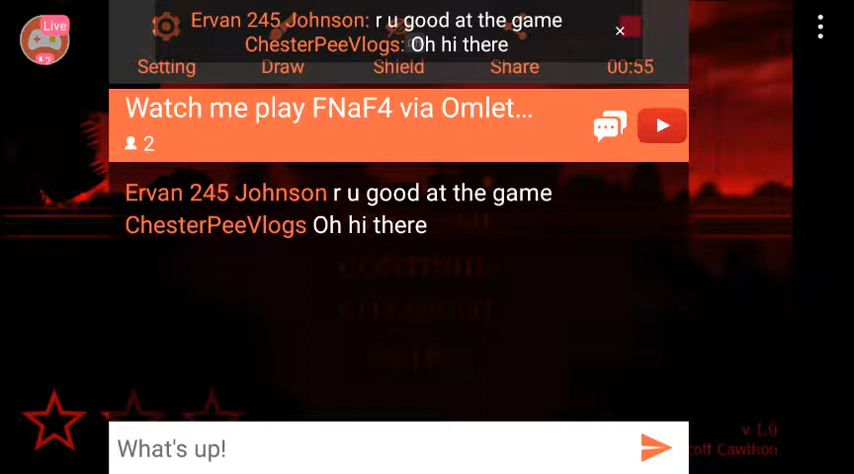 Live
2
Ervan 245 Johnson: r u good at the game
ChesterPeeVlogs: Oh hi there
×
Setting
Draw
Shield
Share
00:55
Watch me play FNaF4 via Omlet...
2
Ervan 245 Johnson r u good at the game
ChesterPeeVlogs Oh hi there
CONTINUE
What's up!
v 1.0
cott Cawthon